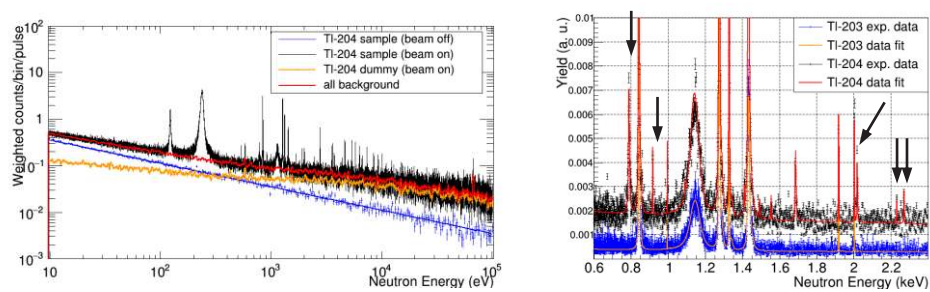 Weighted counts/bin/pulse
10²
10
1
10⁻¹
10⁻²
10⁻³
Tl-204 sample (beam off)
Tl-204 sample (beam on)
Tl-204 dummy (beam on)
all background
10 10² 10³ 10⁴ 10⁵
Neutron Energy (eV)
Yield (a. u.)
0.01
0.009
0.008
0.007
0.006
0.005
0.004
0.003
0.002
0.001
Tl-203 exp. data
Tl-203 data fit
Tl-204 exp. data
Tl-204 data fit
0.6 0.8 1 1.2 1.4 1.6 1.8 2 2.2
Neutron Energy (keV)